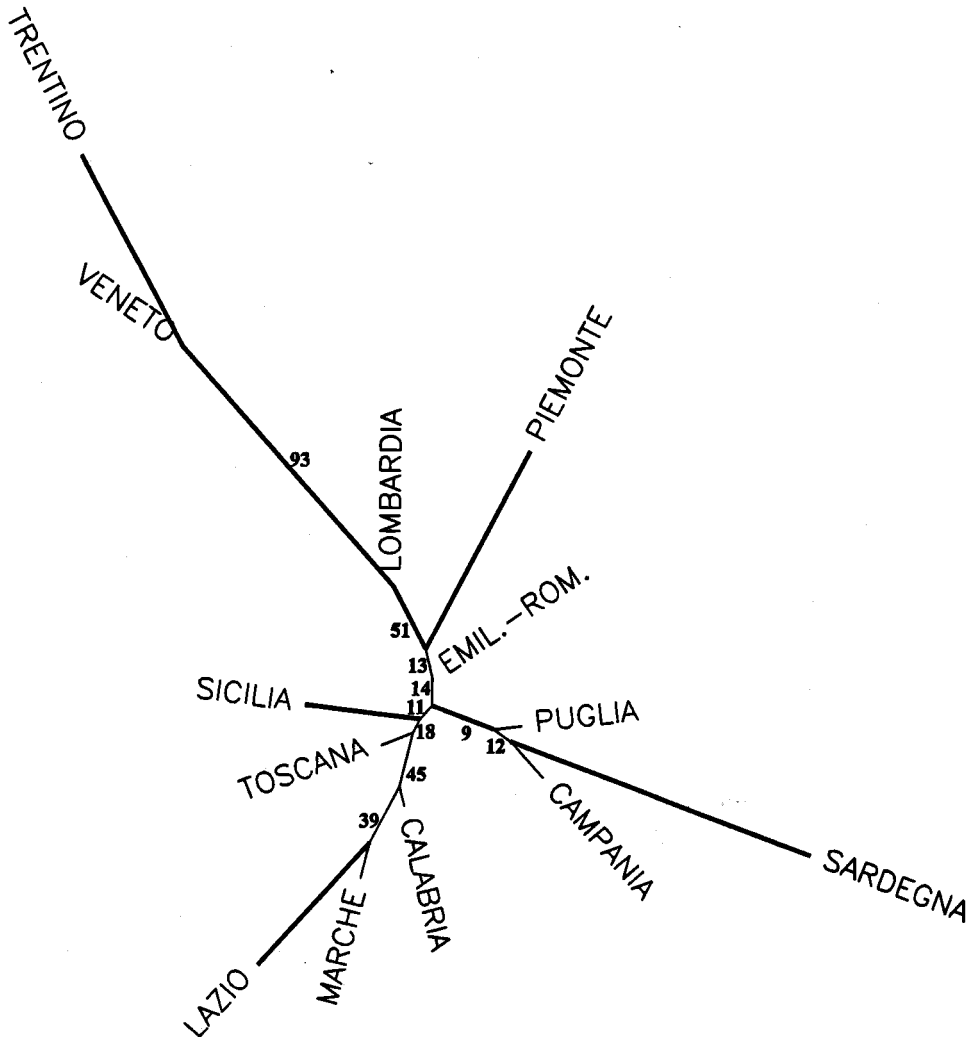 TRENTINO
VENETO
PIEMONTE
93
LOMBARDIA
51
EMIL.-ROM.
13
14
SICILIA
11
PUGLIA
18
9
12
TOSCANA
45
CAMPANIA
39
CALABRIA
SARDEGNA
MARCHE
LAZIO